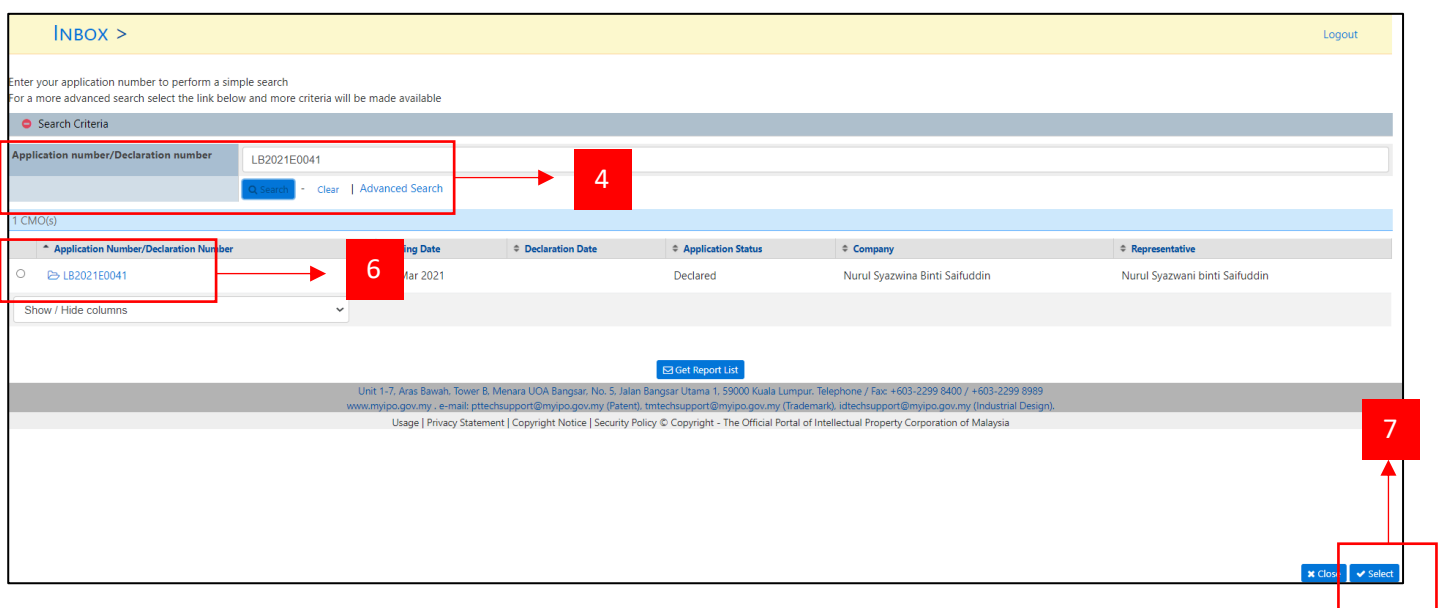 INBOX >
Logout
Enter your application number to perform a simple search
For a more advanced search select the link below and more criteria will be made available
Search Criteria
Application number/Declaration number LB2021E0041
4
Search - Clear | Advanced Search
1 CMO(s)
Application Number/Declaration Number ing Date Declaration Date Application Status Company Representative
6
LB2021E0041 Mar 2021 Declared Nurul Syazwina Binti Saifuddin Nurul Syazwani binti Saifuddin
Show / Hide columns
Get Report List
Unit 1-7, Aras Bawah, Tower B, Menara UOA Bangsar, No. 5, Jalan Bangsar Utama 1, 59000 Kuala Lumpur. Telephone / Fax: +603-2299 8400 / +603-2299 8989
www.myipo.gov.my . e-mail: pttechsupport@myipo.gov.my (Patent), tmtechsupport@myipo.gov.my (Trademark), idtechsupport@myipo.gov.my (Industrial Design).
Usage | Privacy Statement | Copyright Notice | Security Policy © Copyright - The Official Portal of Intellectual Property Corporation of Malaysia
7
Close Select